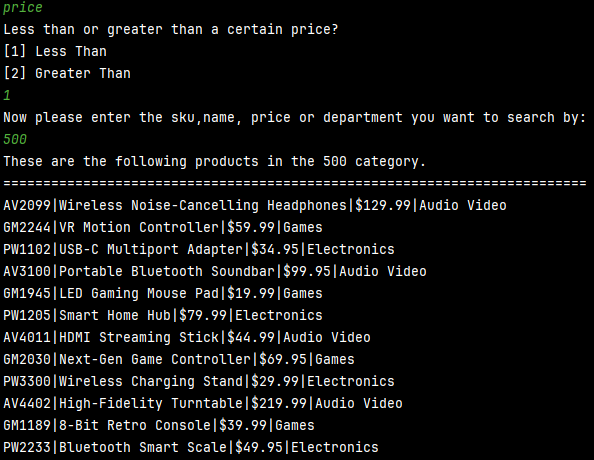 price
Less than or greater than a certain price?
[1] Less Than
[2] Greater Than
1
Now please enter the sku,name, price or department you want to search by:
500
These are the following products in the 500 category.
=========================================================================
AV2099|Wireless Noise-Cancelling Headphones|$129.99|Audio Video
GM2244|VR Motion Controller|$59.99|Games
PW1102|USB-C Multiport Adapter|$34.95|Electronics
AV3100|Portable Bluetooth Soundbar|$99.95|Audio Video
GM1945|LED Gaming Mouse Pad|$19.99|Games
PW1205|Smart Home Hub|$79.99|Electronics
AV4011|HDMI Streaming Stick|$44.99|Audio Video
GM2030|Next-Gen Game Controller|$69.95|Games
PW3300|Wireless Charging Stand|$29.99|Electronics
AV4402|High-Fidelity Turntable|$219.99|Audio Video
GM1189|8-Bit Retro Console|$39.99|Games
PW2233|Bluetooth Smart Scale|$49.95|Electronics